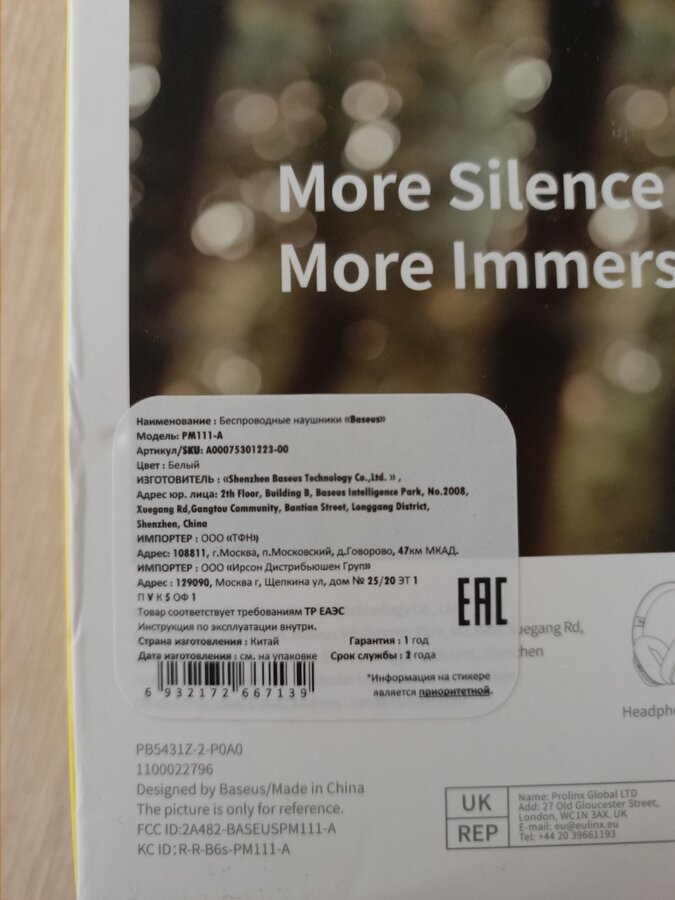 More Silence
More Immers
Наименование : Беспроводные наушники «Baseus»
Модель: PM111-A
Артикул/SKU: A00075301223-00
Цвет : Белый
ИЗГОТОВИТЕЛЬ : «Shenzhen Baseus Technology Co.,Ltd. » ,
Адрес юр. лица: 2th Floor, Building B, Baseus Intelligence Park, No.2008,
Xuegang Rd,Gangtou Community, Bantian Street, Longgang District,
Shenzhen, China
ИМПОРТЕР : ООО «ТФН»
Адрес: 108811, г.Москва, п.Московский, д.Говорово, 47км МКАД.
ИМПОРТЕР : ООО «Ирсон Дистрибьюшен Груп»
Адрес : 129090, Москва г, Щепкина ул, дом № 25/20 ЭТ 1
П V К 5 ОФ 1
Товар соответствует требованиям ТР ЕАЭС
Инструкция по эксплуатации внутри.
Страна изготовления : Китай Гарантия : 1 год
Дата изготовления : см. на упаковке Срок службы : 2 года
*Информация на стикере
является приоритетной.
6 932172 667139
EAC
Xuegang Rd,
Headpho
PB5431Z-2-P0A0
1100022796
Designed by Baseus/Made in China
The picture is only for reference.
FCC ID:2A482-BASEUSPM111-A
KC ID:R-R-B6s-PM111-A
UK
REP
Name: Prolinx Global LTD
Add: 27 Old Gloucester Street,
London, WC1N 3AX. UK
E-mail: eu@eulinx.eu
Tel: +44 20 39661193